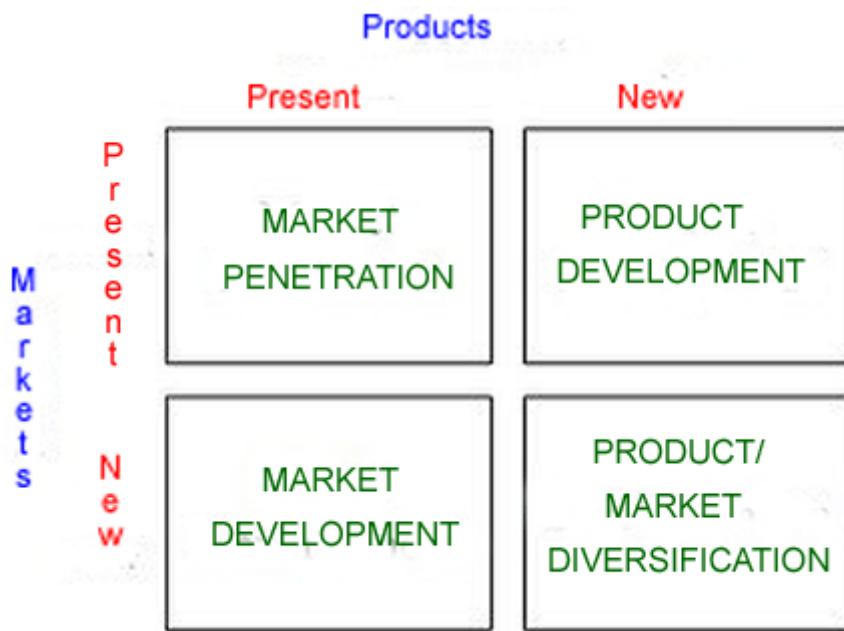 Products
Present New
Present
Markets
MARKET
PENETRATION
PRODUCT
DEVELOPMENT
New
MARKET
DEVELOPMENT
PRODUCT/
MARKET
DIVERSIFICATION